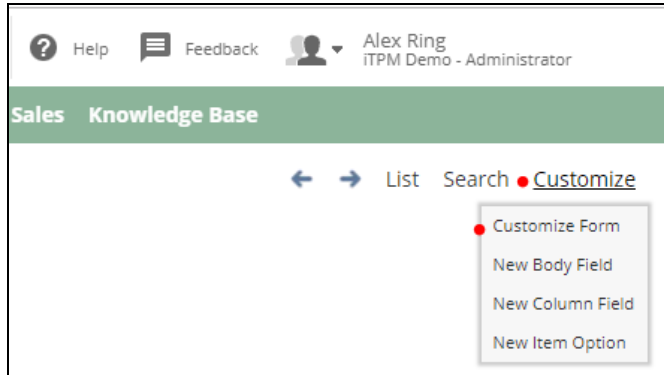 Help Feedback Alex Ring
iTPM Demo - Administrator
Sales Knowledge Base
List Search Customize
Customize Form
New Body Field
New Column Field
New Item Option